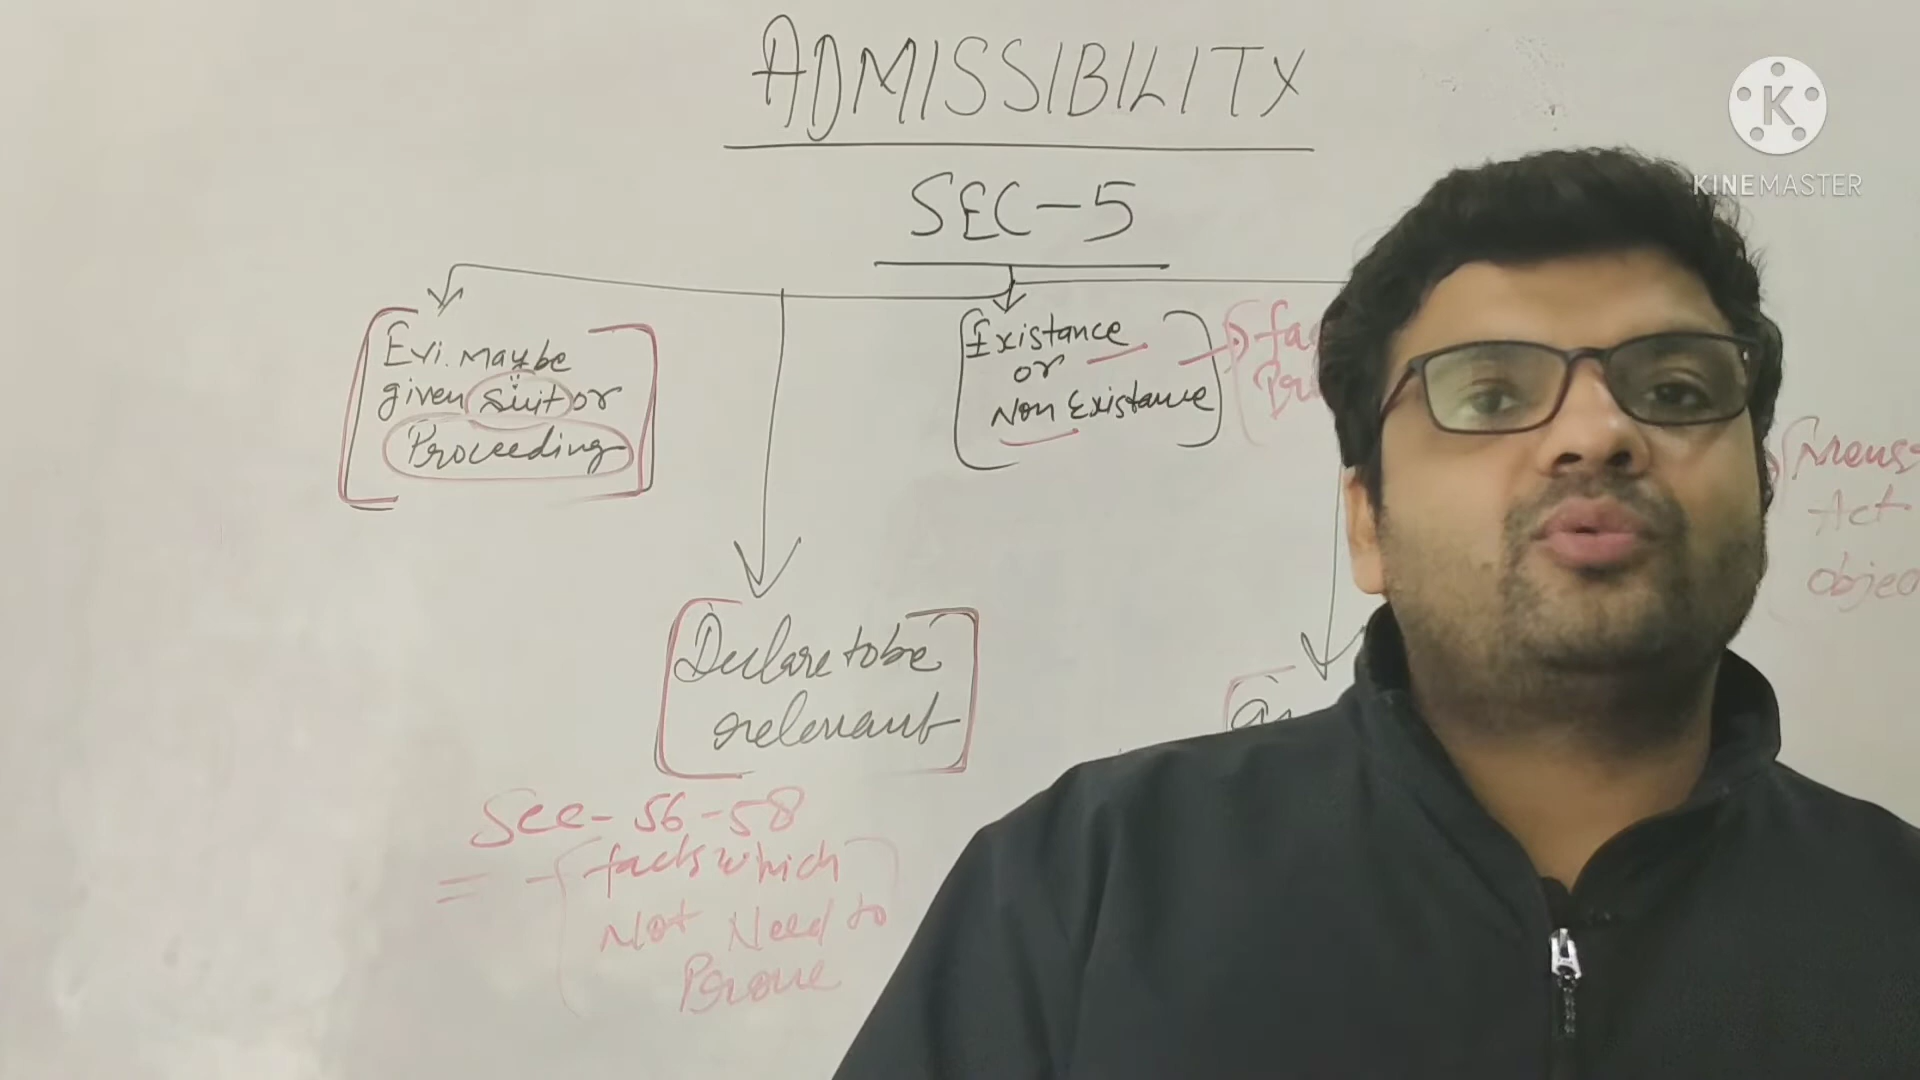 ADMISSIBILITY
SEC-5
Evi. May be
given Suit or
Proceeding
Existance
or
Non Existance
Declare to be
relevant
Sec-56-58
= facts which
Not Need to
Prove
Act
K
KINEMASTER